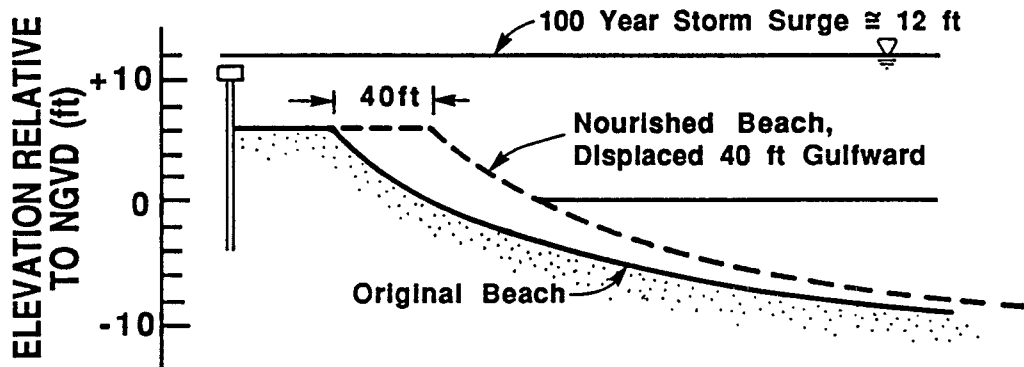 100 Year Storm Surge ≅ 12 ft
ELEVATION RELATIVE
TO NGVD (ft)
+10
40ft
Nourished Beach,
Displaced 40 ft Gulfward
0
Original Beach
-10